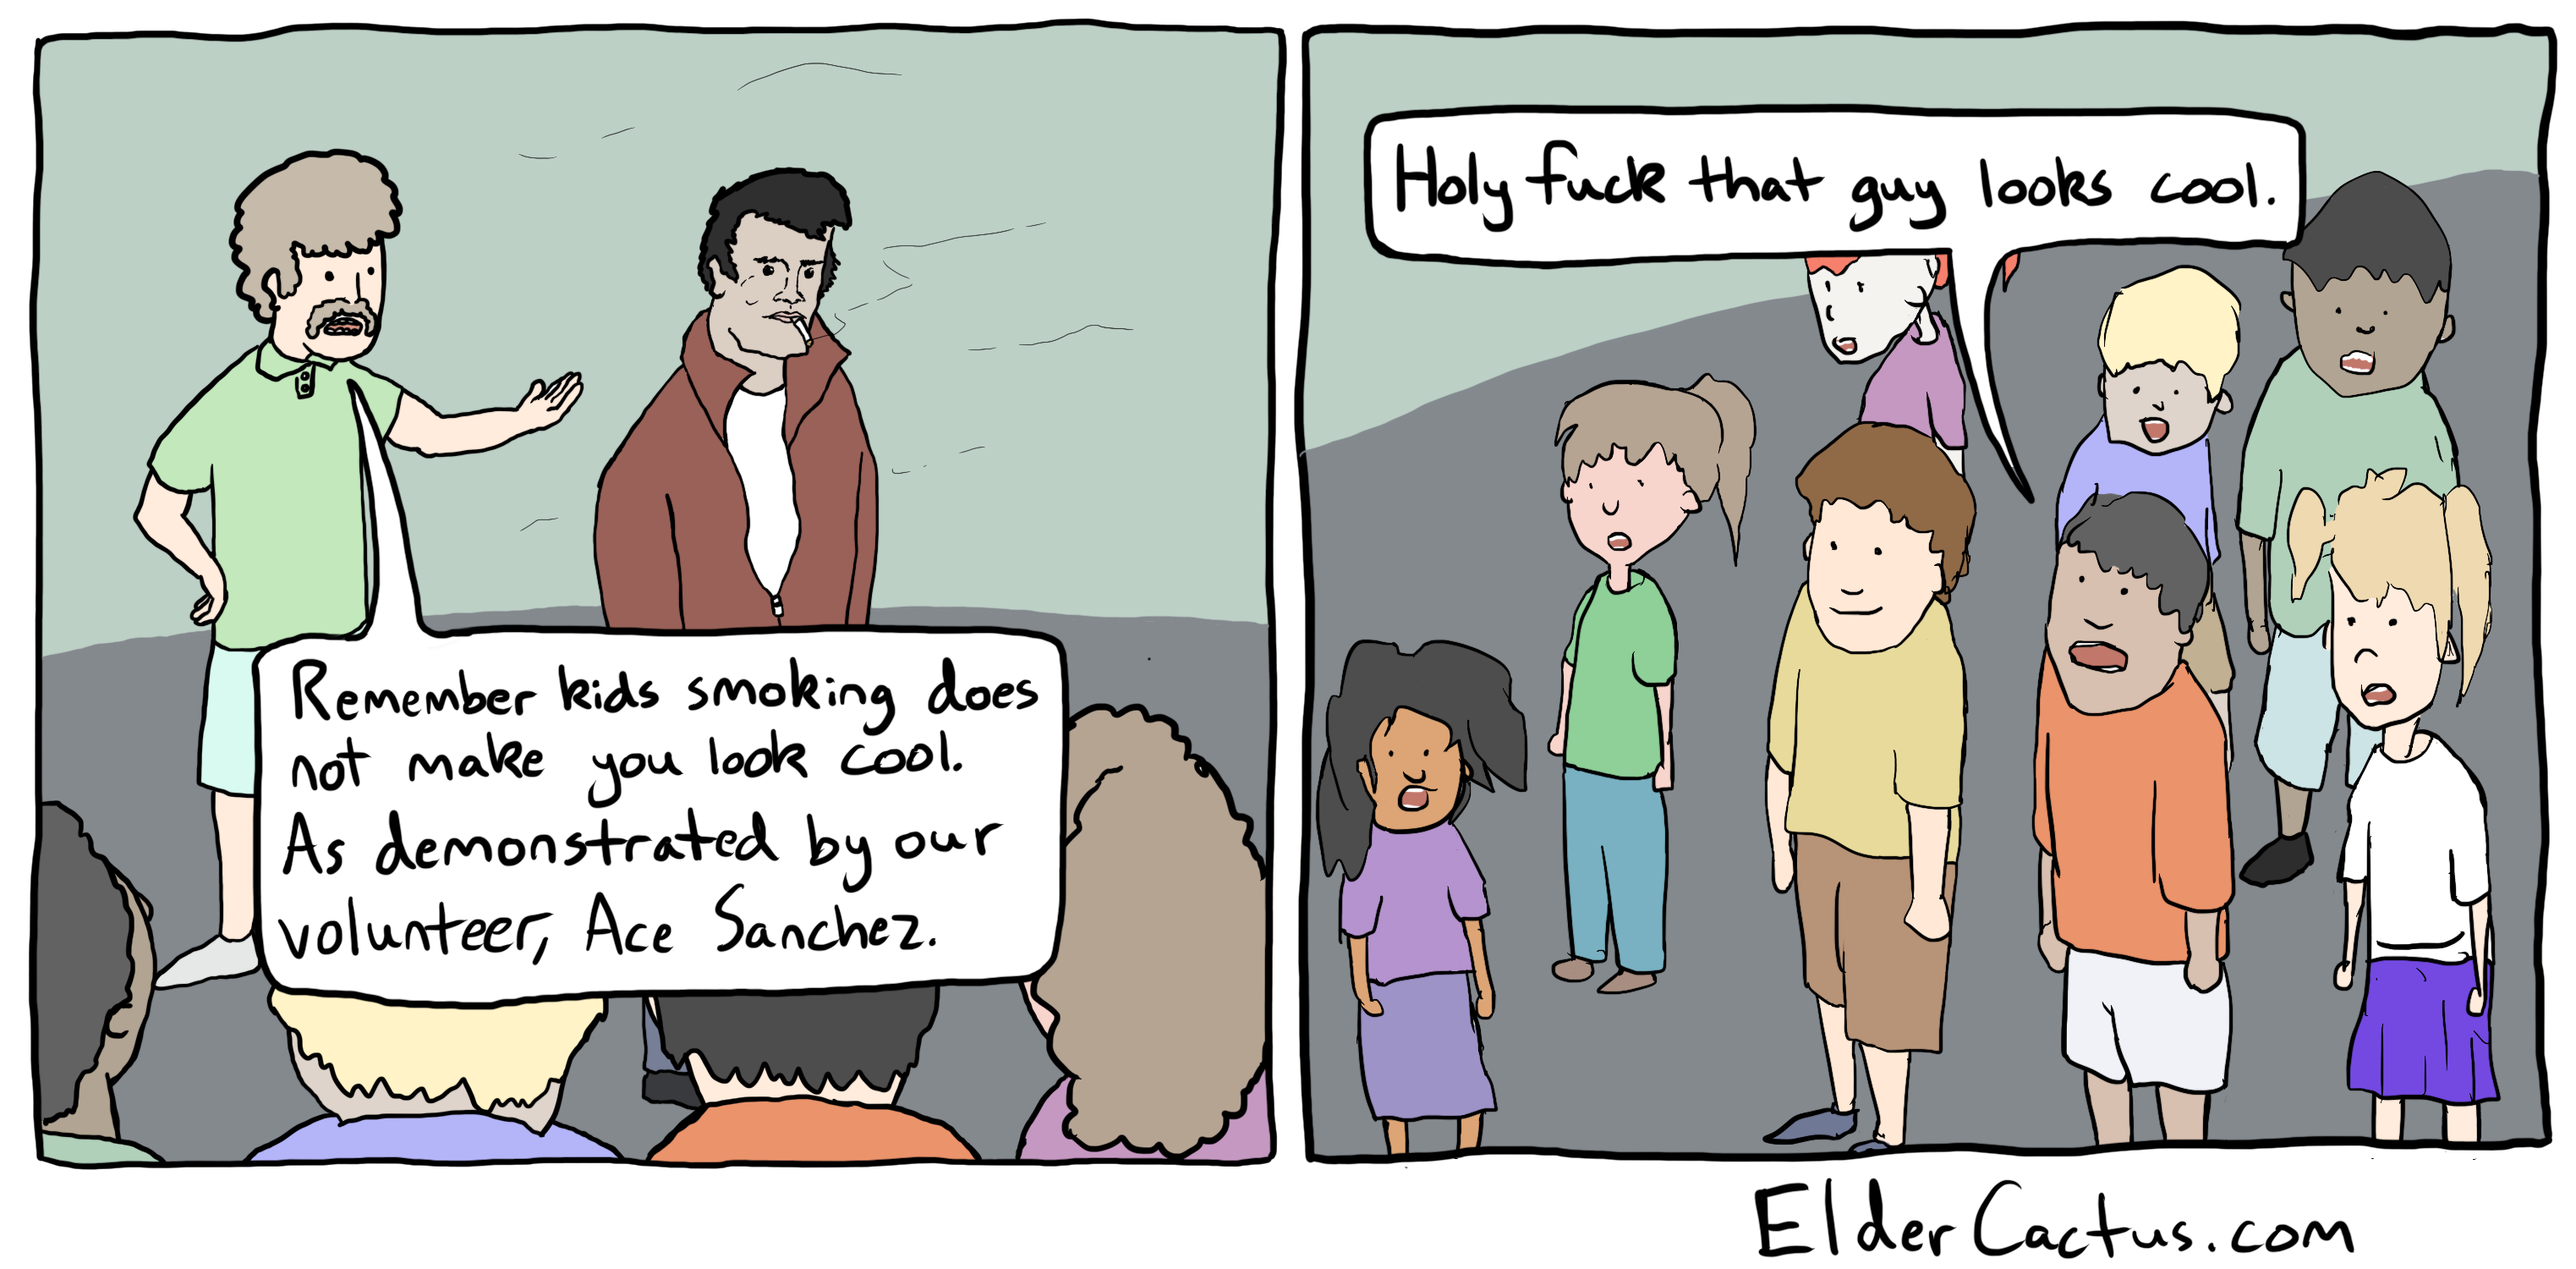 Remember kids smoking does
not make you look cool.
As demonstrated by our
volunteer, Ace Sanchez.
Holy fuck that guy looks cool.
ElderCactus.com